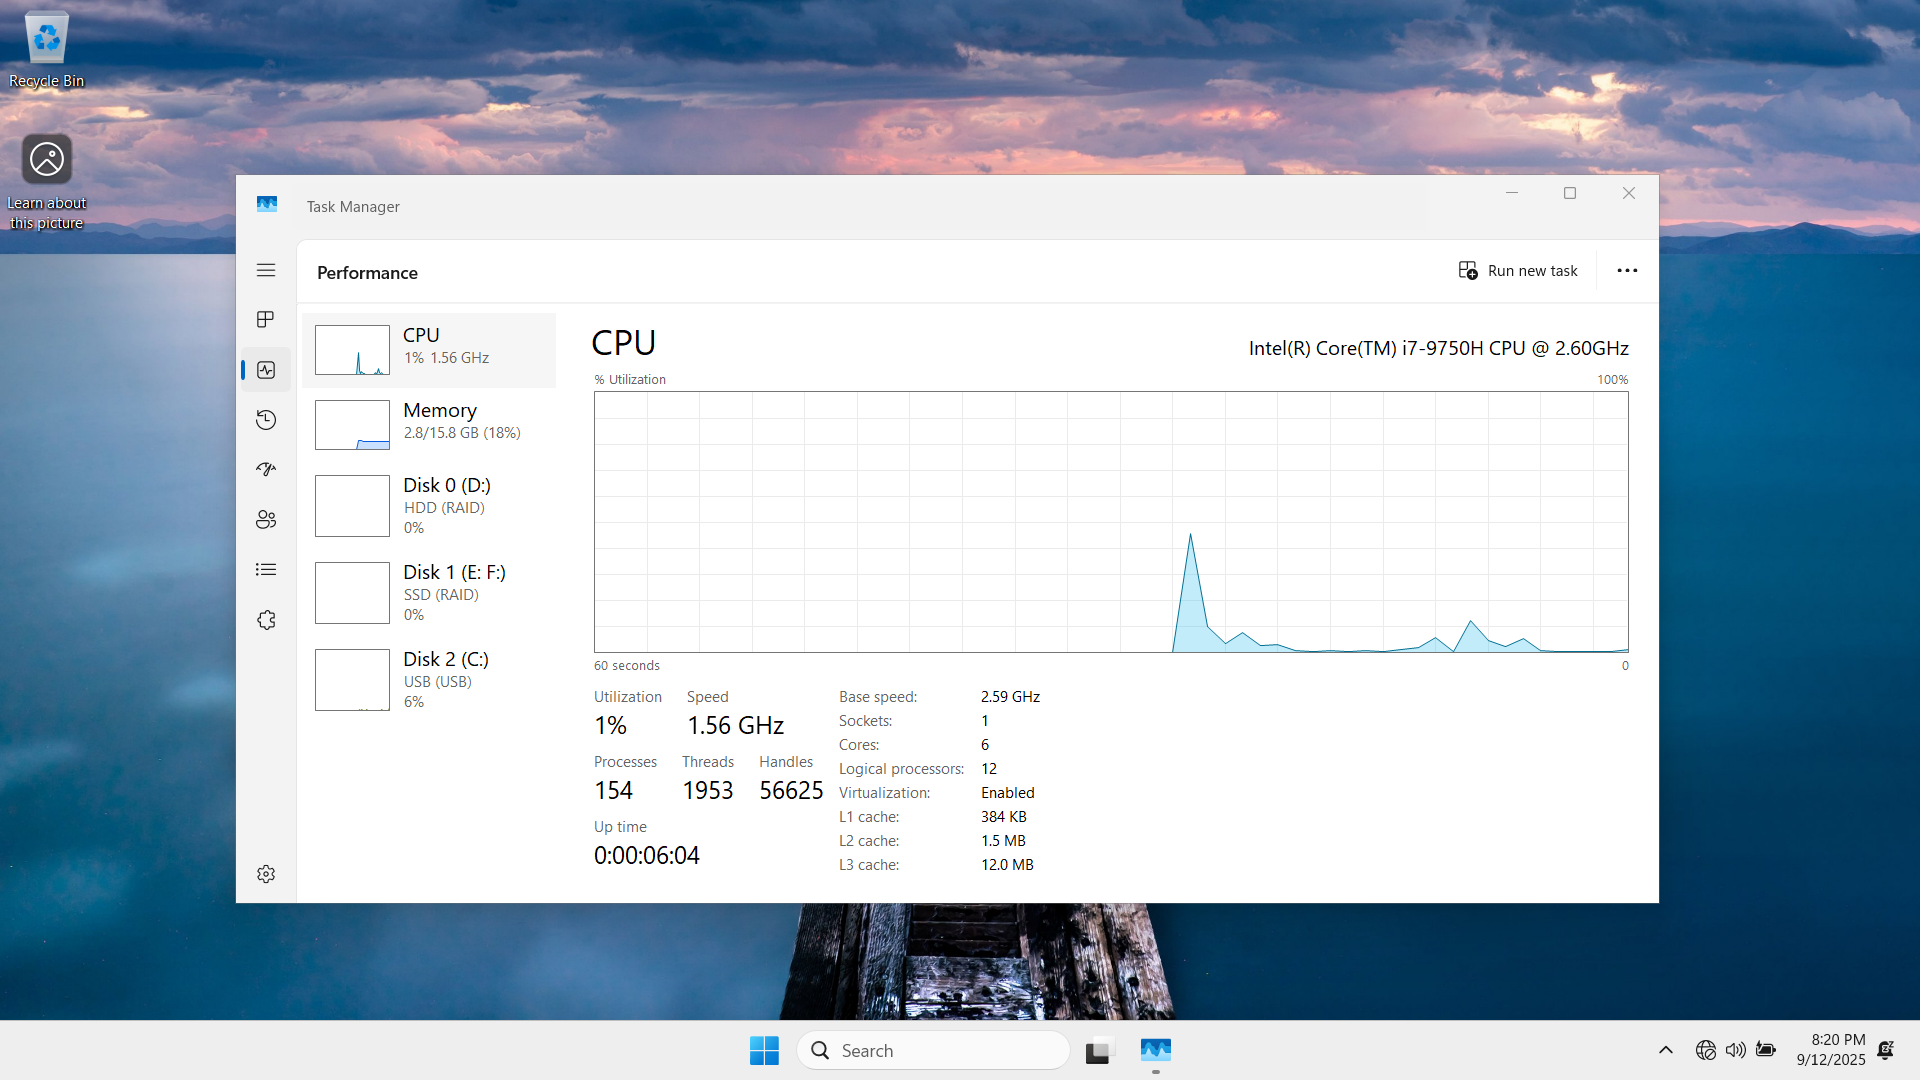 Recycle Bin
Learn about
this picture
Task Manager
Performance
Run new task
CPU
1% 1.56 GHz
Memory
2.8/15.8 GB (18%)
Disk 0 (D:)
HDD (RAID)
0%
Disk 1 (E: F:)
SSD (RAID)
0%
Disk 2 (C:)
USB (USB)
6%
CPU
Intel(R) Core(TM) i7-9750H CPU @ 2.60GHz
% Utilization
100%
60 seconds
0
Utilization
Speed
1%
1.56 GHz
Processes
Threads
Handles
154
1953
56625
Up time
0:00:06:04
Base speed:
2.59 GHz
Sockets:
1
Cores:
6
Logical processors:
12
Virtualization:
Enabled
L1 cache:
384 KB
L2 cache:
1.5 MB
L3 cache:
12.0 MB
Search
8:20 PM
9/12/2025